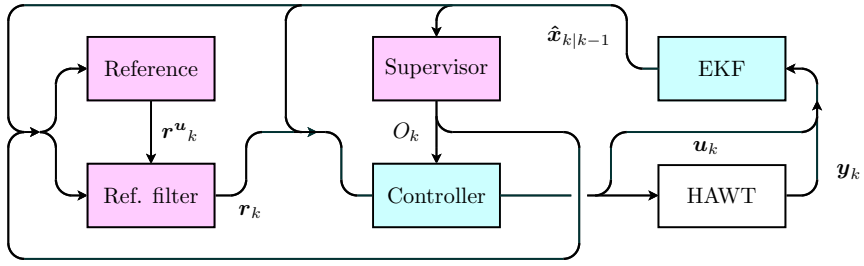 Reference
Supervisor
x̂_{k|k−1}
EKF
r^u_k
O_k
u_k
Ref. filter
r_k
Controller
HAWT
y_k